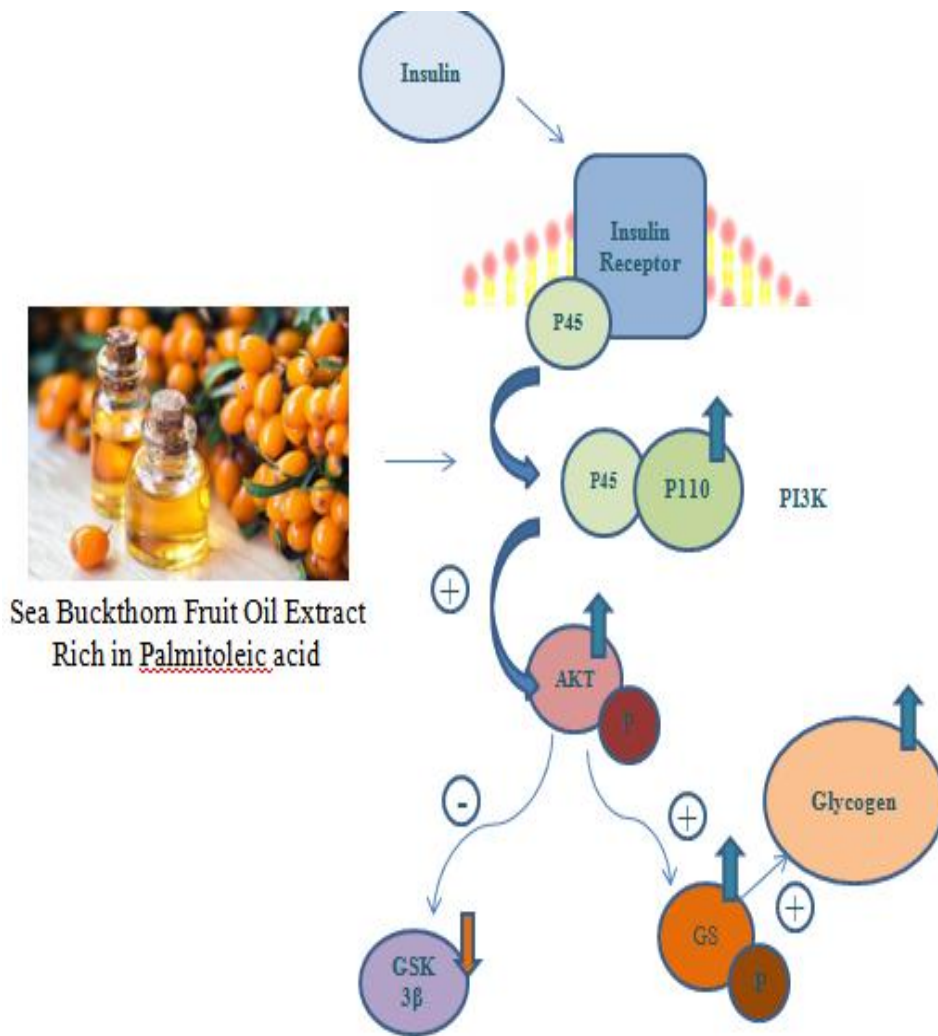 Insulin
Insulin
Receptor
P45
P45
P110
PI3K
+
Sea Buckthorn Fruit Oil Extract
Rich in Palmitoleic acid
AKT
P
-
+
Glycogen
GS
+
P
GSK
3β